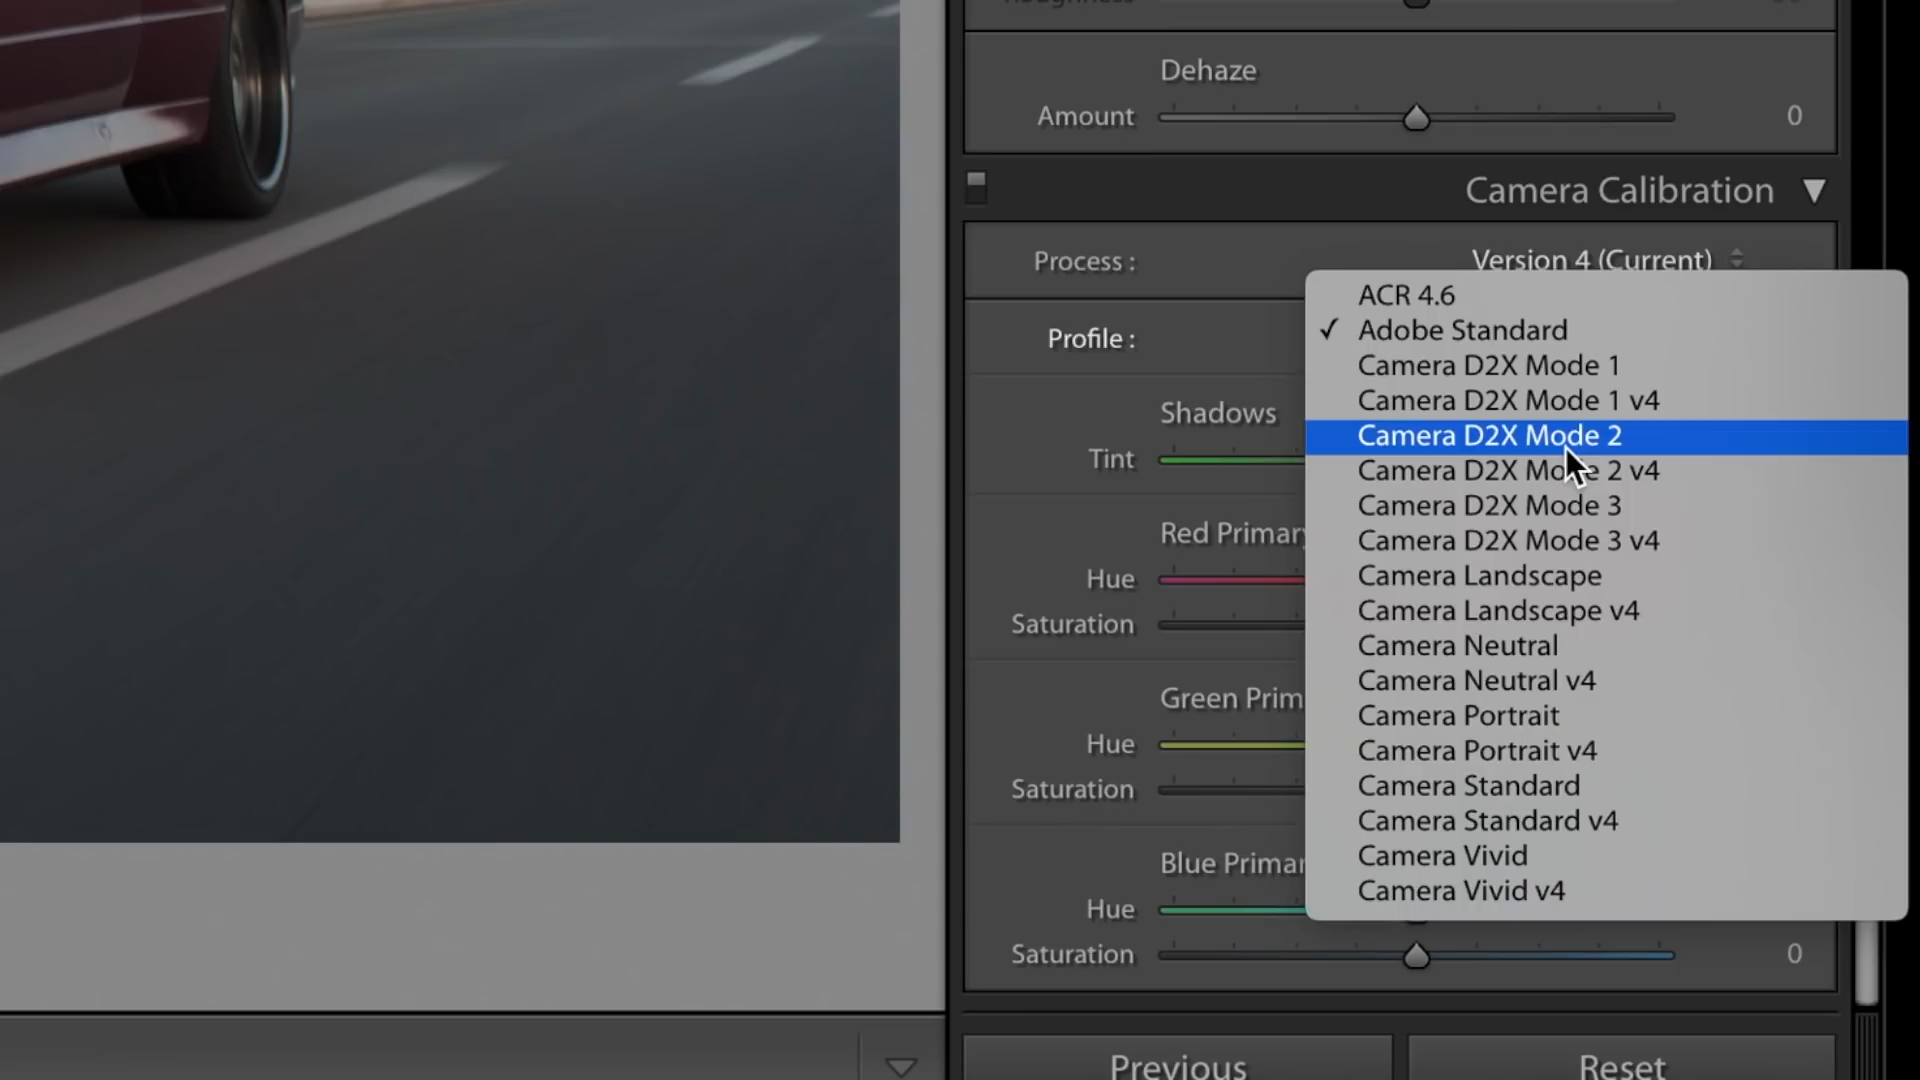 Roughness
Dehaze
Amount 0
Camera Calibration
Process : Version 4 (Current)
Profile :
ACR 4.6
✓ Adobe Standard
Camera D2X Mode 1
Camera D2X Mode 1 v4
Camera D2X Mode 2
Camera D2X Mode 2 v4
Camera D2X Mode 3
Camera D2X Mode 3 v4
Camera Landscape
Camera Landscape v4
Camera Neutral
Camera Neutral v4
Camera Portrait
Camera Portrait v4
Camera Standard
Camera Standard v4
Camera Vivid
Camera Vivid v4
Shadows
Tint
Red Primary
Hue
Saturation
Green Prim
Hue
Saturation
Blue Primar
Hue
Saturation 0
Previous
Reset